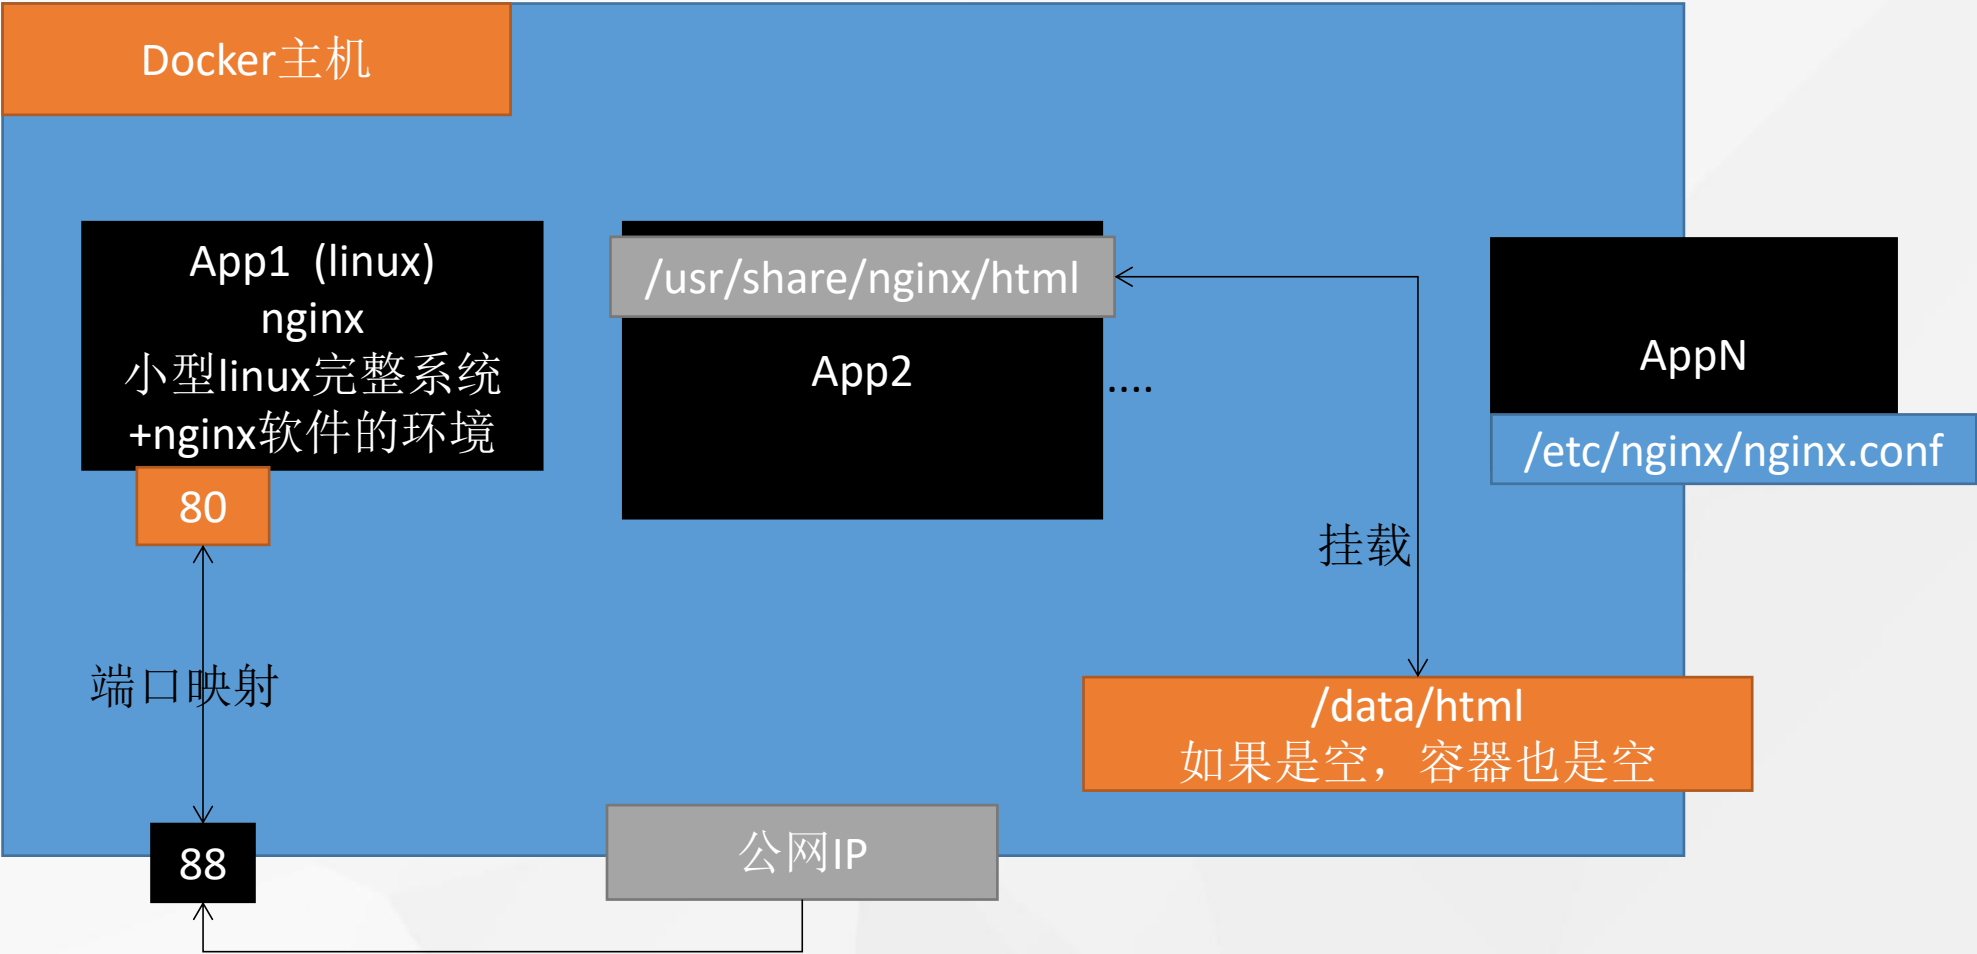 Docker主机
App1 (linux)
nginx
小型linux完整系统
+nginx软件的环境
80
端口映射
88
/usr/share/nginx/html
App2
....
AppN
/etc/nginx/nginx.conf
挂载
/data/html
如果是空，容器也是空
公网IP